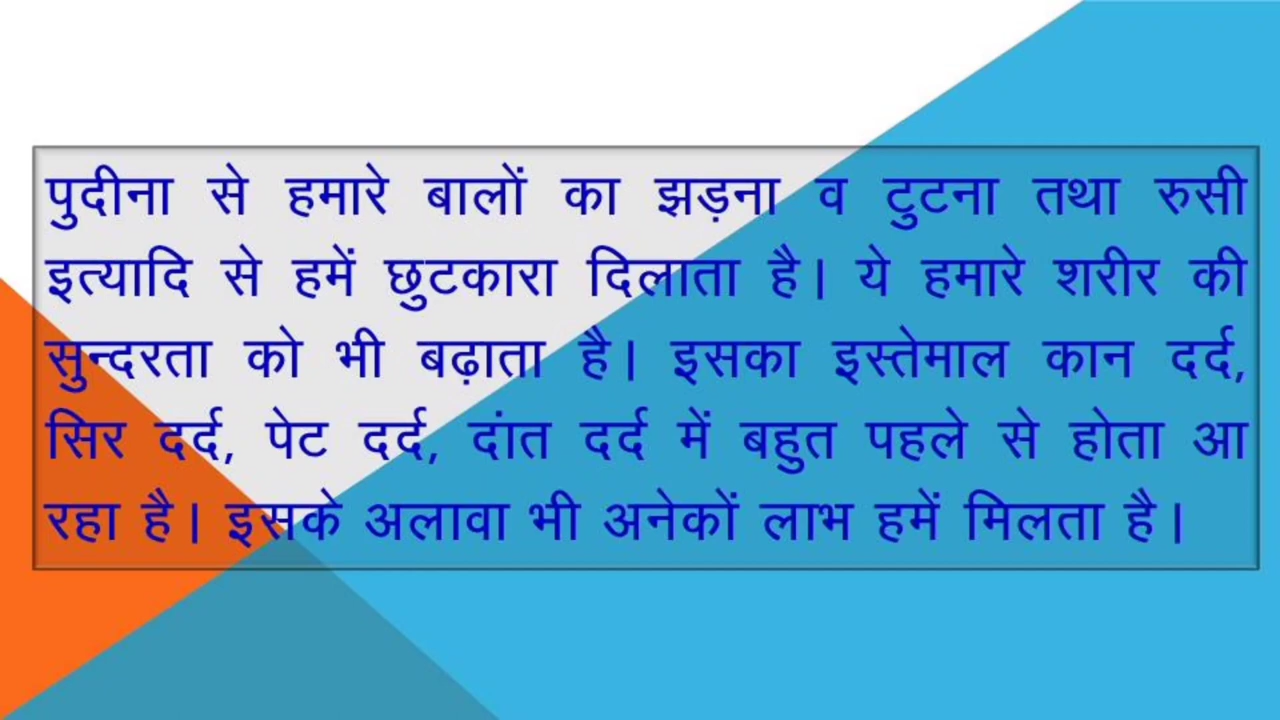 पुदीना से हमारे बालों का झड़ना व टुटना तथा रुसी
इत्यादि से हमें छुटकारा दिलाता है। ये हमारे शरीर की
सुन्दरता को भी बढ़ाता है। इसका इस्तेमाल कान दर्द,
सिर दर्द, पेट दर्द, दांत दर्द में बहुत पहले से होता आ
रहा है। इसके अलावा भी अनेकों लाभ हमें मिलता है।